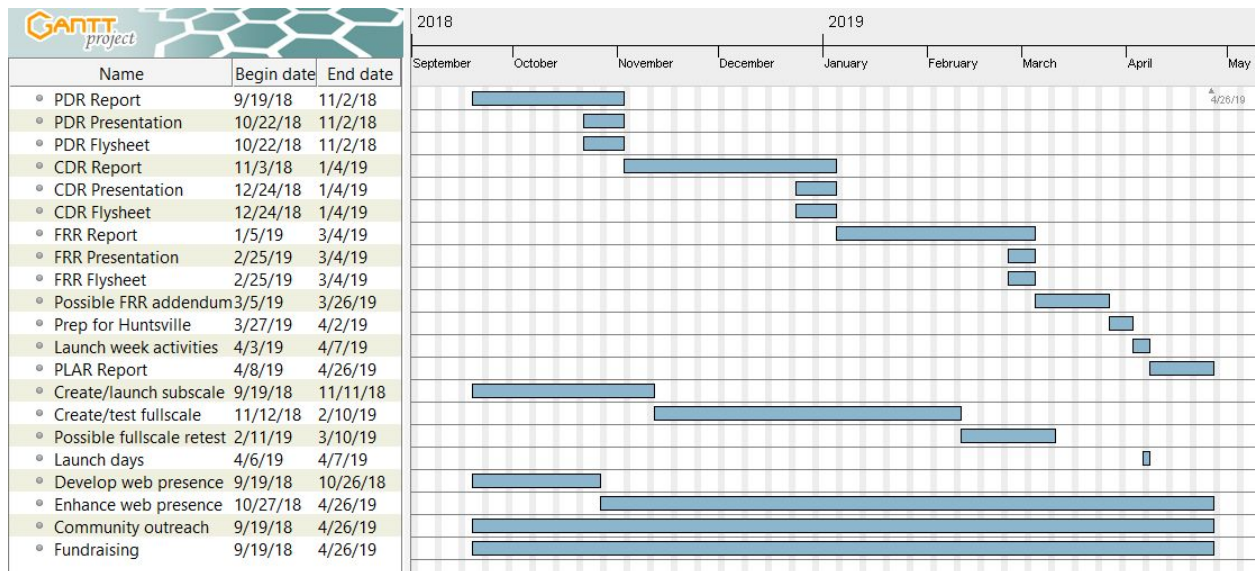 GANTT
project
2018 2019
September October November December January February March April May
Name Begin date End date
PDR Report 9/19/18 11/2/18
4/26/19
PDR Presentation 10/22/18 11/2/18
PDR Flysheet 10/22/18 11/2/18
CDR Report 11/3/18 1/4/19
CDR Presentation 12/24/18 1/4/19
CDR Flysheet 12/24/18 1/4/19
FRR Report 1/5/19 3/4/19
FRR Presentation 2/25/19 3/4/19
FRR Flysheet 2/25/19 3/4/19
Possible FRR addendum 3/5/19 3/26/19
Prep for Huntsville 3/27/19 4/2/19
Launch week activities 4/3/19 4/7/19
PLAR Report 4/8/19 4/26/19
Create/launch subscale 9/19/18 11/11/18
Create/test fullscale 11/12/18 2/10/19
Possible fullscale retest 2/11/19 3/10/19
Launch days 4/6/19 4/7/19
Develop web presence 9/19/18 10/26/18
Enhance web presence 10/27/18 4/26/19
Community outreach 9/19/18 4/26/19
Fundraising 9/19/18 4/26/19